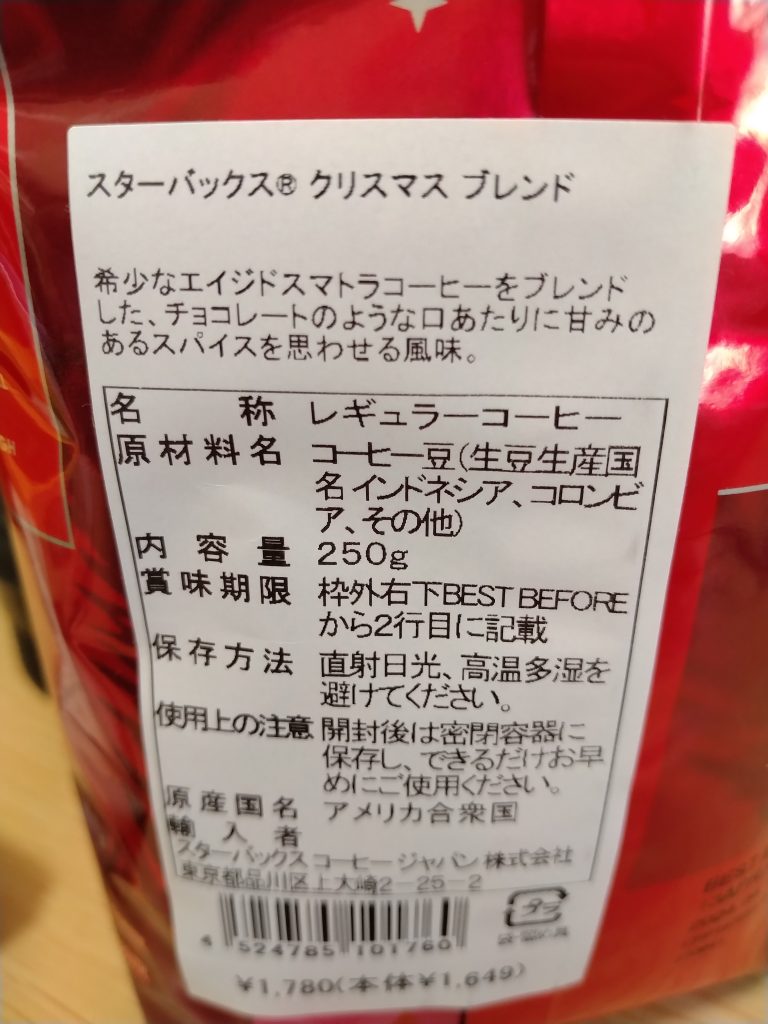 スターバックス® クリスマス ブレンド
希少なエイジドスマトラコーヒーをブレンド
した、チョコレートのような口あたりに甘みの
あるスパイスを思わせる風味。
名 称 レギュラーコーヒー
原材料名 コーヒー豆(生豆生産国
名 インドネシア、コロンビ
ア、その他)
内容量 250g
賞味期限 枠外右下BEST BEFORE
から2行目に記載
保存方法 直射日光、高温多湿を
避けてください。
使用上の注意 開封後は密閉容器に
保存し、できるだけお早
めにご使用ください。
原産国名 アメリカ合衆国
輸入者
スターバックス コーヒー ジャパン 株式会社
東京都品川区上大崎2-25-2
プラ
4 524785 101760
¥1,780(本体¥1,649)